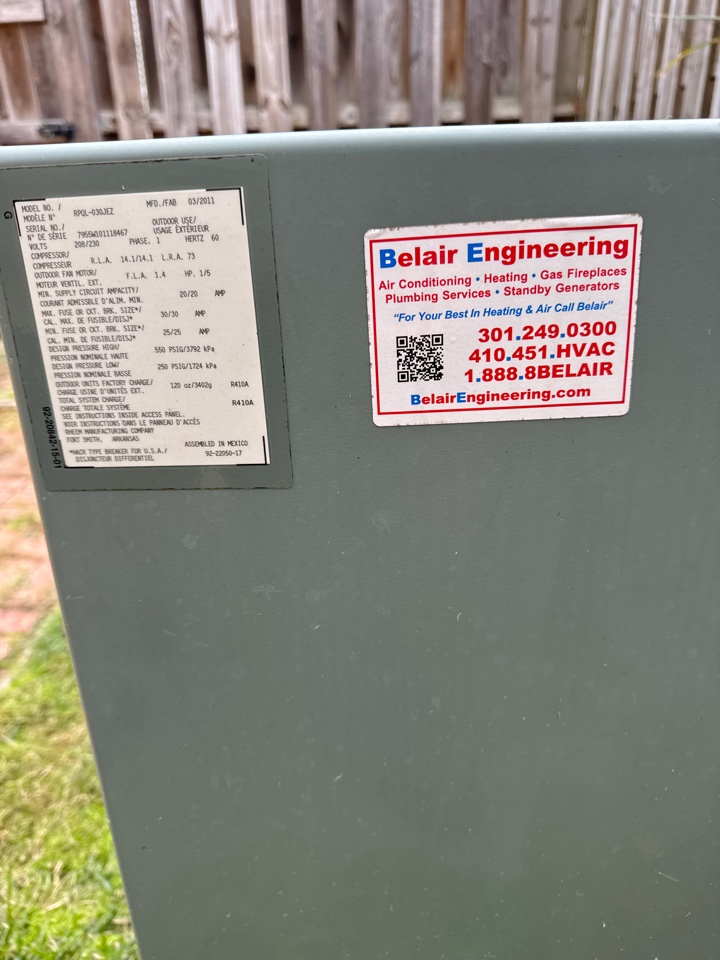 MODEL NO. / MFD./FAB 03/2011
MODÈLE N° RPQL-030JEZ
SERIAL NO./ OUTDOOR USE/
N° DE SÉRIE 7955W101118467 USAGE EXTÉRIEUR
VOLTS 208/230 PHASE. 1 HERTZ 60
COMPRESSOR/
COMPRESSEUR R.L.A. 14.1/14.1 L.R.A. 73
OUTDOOR FAN MOTOR/
MOTEUR VENTIL. EXT. F.L.A. 1.4 HP. 1/5
MIN. SUPPLY CIRCUIT AMPACITY/
COURANT ADMISSBLE D'ALIM. MIN. 20/20 AMP
MAX. FUSE OR CKT. BRK. SIZE*/
CAL. MAX. DE FUSIBLE/DISJ* 30/30 AMP
MIN. FUSE OR CKT. BRK. SIZE*/
CAL. MIN. DE FUSIBLE/DISJ* 25/25 AMP
DESIGN PRESSURE HIGH/
PRESSION NOMINALE HAUTE 550 PSIG/3792 kPa
DESIGN PRESSURE LOW/
PRESSION NOMINALE BASSE 250 PSIG/1724 kPa
OUTDOOR UNITS FACTORY CHARGE/
CHARGE USINE D'UNITÉS EXT. 120 oz/3402g R410A
TOTAL SYSTEM CHARGE/
CHARGE TOTALE SYSTÈME R410A
SEE INSTRUCTIONS INSIDE ACCESS PANEL.
VOIR INSTRUCTIONS DANS LE PANNEAU D'ACCÈS
RHEEM MANUFACTURING COMPANY
FORT SMITH, ARKANSAS ASSEMBLED IN MEXICO
*HACR TYPE BREAKER FOR U.S.A./ 92-22050-17
DISJONCTEUR DIFFERENTIEL
92-20842-15-01
G
Belair Engineering
Air Conditioning • Heating • Gas Fireplaces
Plumbing Services • Standby Generators
“For Your Best In Heating & Air Call Belair”
301.249.0300
410.451.HVAC
1.888.8BELAIR
BelairEngineering.com